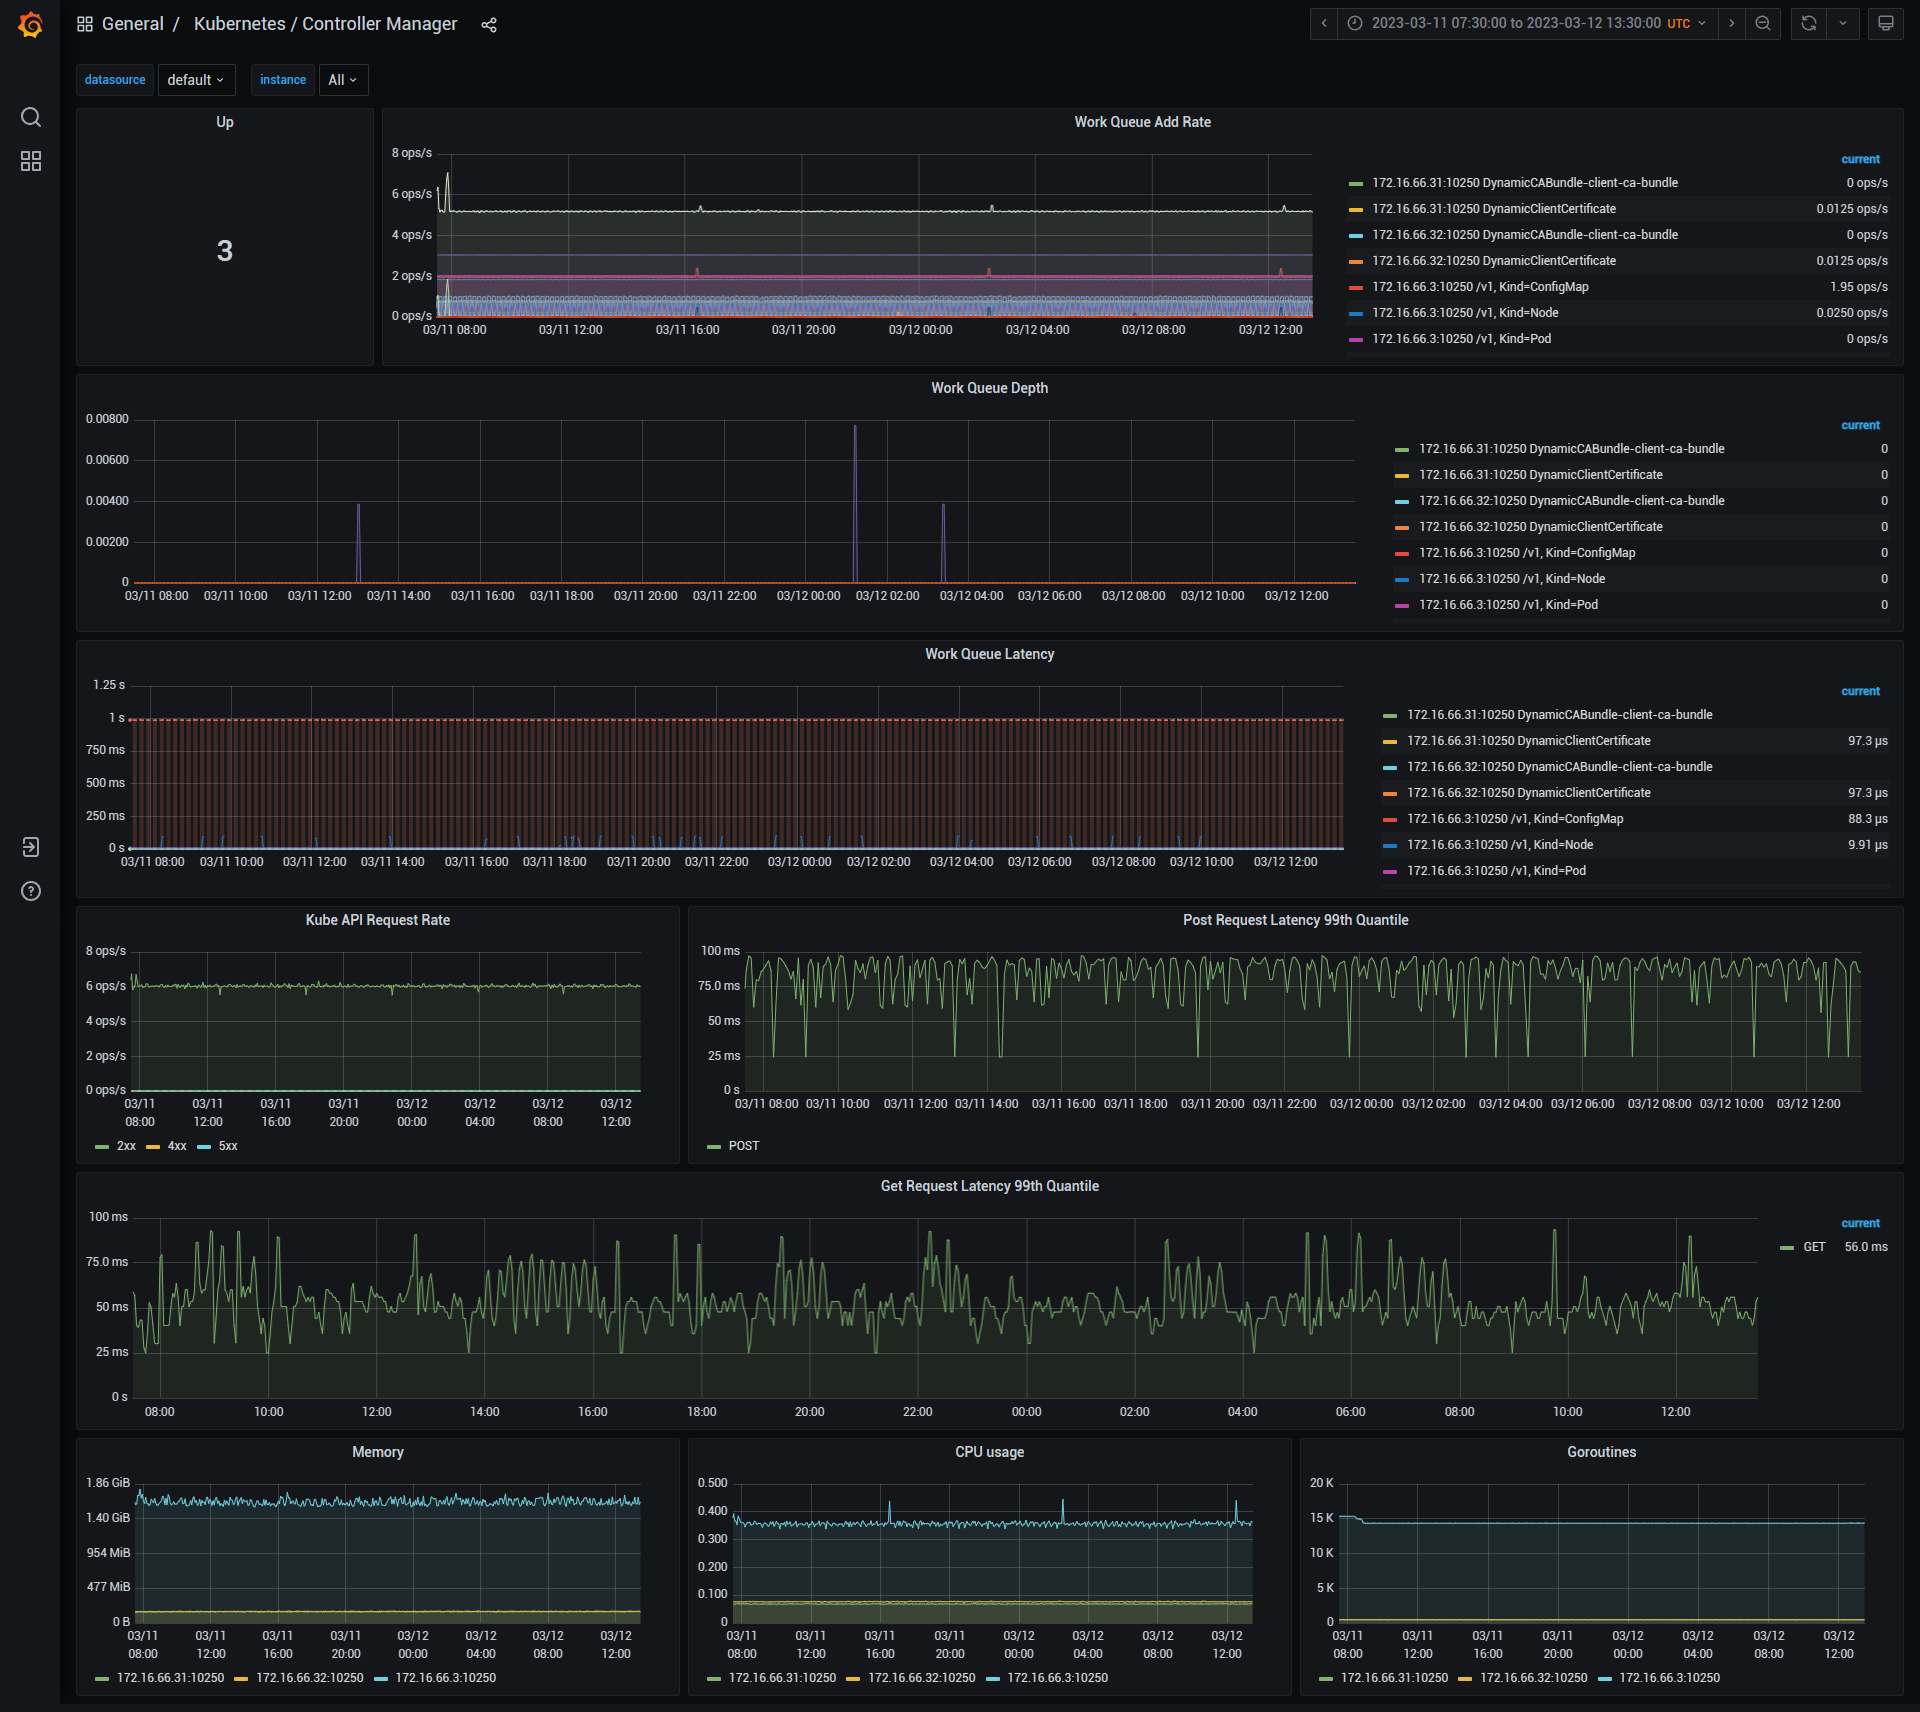 General / Kubernetes / Controller Manager
2023-03-11 07:30:00 to 2023-03-12 13:30:00 UTC
datasource default instance All
Up
3
Work Queue Add Rate
8 ops/s
6 ops/s
4 ops/s
2 ops/s
0 ops/s
03/11 08:00 03/11 12:00 03/11 16:00 03/11 20:00 03/12 00:00 03/12 04:00 03/12 08:00 03/12 12:00
current
172.16.66.31:10250 DynamicCABundle-client-ca-bundle 0 ops/s
172.16.66.31:10250 DynamicClientCertificate 0.0125 ops/s
172.16.66.32:10250 DynamicCABundle-client-ca-bundle 0 ops/s
172.16.66.32:10250 DynamicClientCertificate 0.0125 ops/s
172.16.66.3:10250 /v1, Kind=ConfigMap 1.95 ops/s
172.16.66.3:10250 /v1, Kind=Node 0.0250 ops/s
172.16.66.3:10250 /v1, Kind=Pod 0 ops/s
Work Queue Depth
0.00800
0.00600
0.00400
0.00200
0
03/11 08:00 03/11 10:00 03/11 12:00 03/11 14:00 03/11 16:00 03/11 18:00 03/11 20:00 03/11 22:00 03/12 00:00 03/12 02:00 03/12 04:00 03/12 06:00 03/12 08:00 03/12 10:00 03/12 12:00
current
172.16.66.31:10250 DynamicCABundle-client-ca-bundle 0
172.16.66.31:10250 DynamicClientCertificate 0
172.16.66.32:10250 DynamicCABundle-client-ca-bundle 0
172.16.66.32:10250 DynamicClientCertificate 0
172.16.66.3:10250 /v1, Kind=ConfigMap 0
172.16.66.3:10250 /v1, Kind=Node 0
172.16.66.3:10250 /v1, Kind=Pod 0
Work Queue Latency
1.25 s
1 s
750 ms
500 ms
250 ms
0 s
03/11 08:00 03/11 10:00 03/11 12:00 03/11 14:00 03/11 16:00 03/11 18:00 03/11 20:00 03/11 22:00 03/12 00:00 03/12 02:00 03/12 04:00 03/12 06:00 03/12 08:00 03/12 10:00 03/12 12:00
current
172.16.66.31:10250 DynamicCABundle-client-ca-bundle
172.16.66.31:10250 DynamicClientCertificate 97.3 µs
172.16.66.32:10250 DynamicCABundle-client-ca-bundle
172.16.66.32:10250 DynamicClientCertificate 97.3 µs
172.16.66.3:10250 /v1, Kind=ConfigMap 88.3 µs
172.16.66.3:10250 /v1, Kind=Node 9.91 µs
172.16.66.3:10250 /v1, Kind=Pod
Kube API Request Rate
8 ops/s
6 ops/s
4 ops/s
2 ops/s
0 ops/s
03/11 03/11 03/11 03/11 03/12 03/12 03/12 03/12
08:00 12:00 16:00 20:00 00:00 04:00 08:00 12:00
2xx 4xx 5xx
Post Request Latency 99th Quantile
100 ms
75.0 ms
50 ms
25 ms
0 s
03/11 08:00 03/11 10:00 03/11 12:00 03/11 14:00 03/11 16:00 03/11 18:00 03/11 20:00 03/11 22:00 03/12 00:00 03/12 02:00 03/12 04:00 03/12 06:00 03/12 08:00 03/12 10:00 03/12 12:00
POST
Get Request Latency 99th Quantile
100 ms
75.0 ms
50 ms
25 ms
0 s
08:00 10:00 12:00 14:00 16:00 18:00 20:00 22:00 00:00 02:00 04:00 06:00 08:00 10:00 12:00
current
GET 56.0 ms
Memory
1.86 GiB
1.40 GiB
954 MiB
477 MiB
0 B
03/11 03/11 03/11 03/11 03/12 03/12 03/12 03/12
08:00 12:00 16:00 20:00 00:00 04:00 08:00 12:00
172.16.66.31:10250 172.16.66.32:10250 172.16.66.3:10250
CPU usage
0.500
0.400
0.300
0.200
0.100
0
03/11 03/11 03/11 03/11 03/12 03/12 03/12 03/12
08:00 12:00 16:00 20:00 00:00 04:00 08:00 12:00
172.16.66.31:10250 172.16.66.32:10250 172.16.66.3:10250
Goroutines
20 K
15 K
10 K
5 K
0
03/11 03/11 03/11 03/11 03/12 03/12 03/12 03/12
08:00 12:00 16:00 20:00 00:00 04:00 08:00 12:00
172.16.66.31:10250 172.16.66.32:10250 172.16.66.3:10250